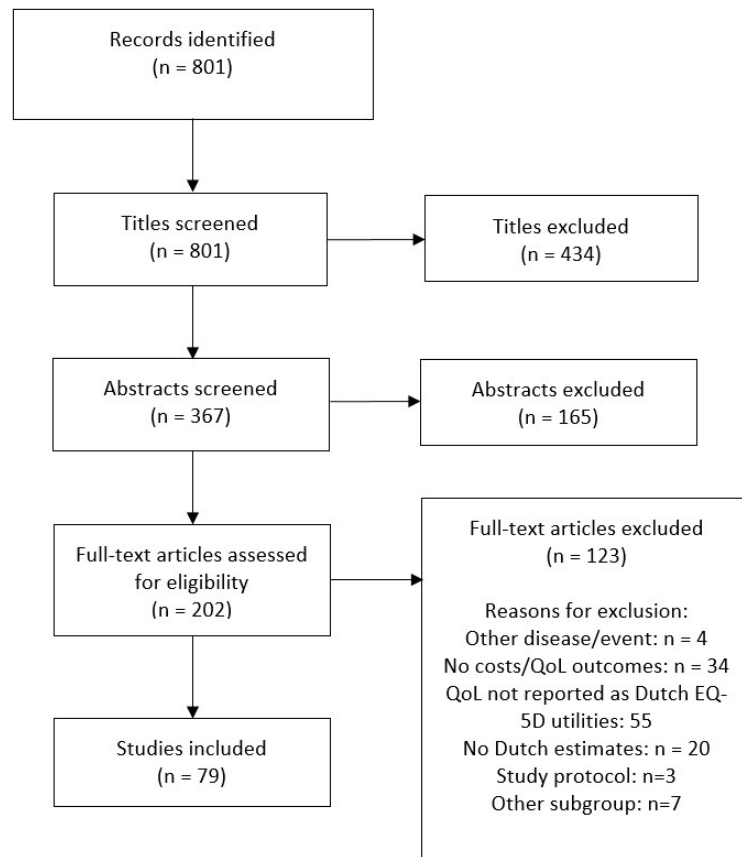 Records identified
(n = 801)
Titles screened
(n = 801)
Titles excluded
(n = 434)
Abstracts screened
(n = 367)
Abstracts excluded
(n = 165)
Full-text articles assessed
for eligibility
(n = 202)
Full-text articles excluded
(n = 123)
Reasons for exclusion:
Other disease/event: n = 4
No costs/QoL outcomes: n = 34
QoL not reported as Dutch EQ-
5D utilities: 55
No Dutch estimates: n = 20
Study protocol: n=3
Other subgroup: n=7
Studies included
(n = 79)